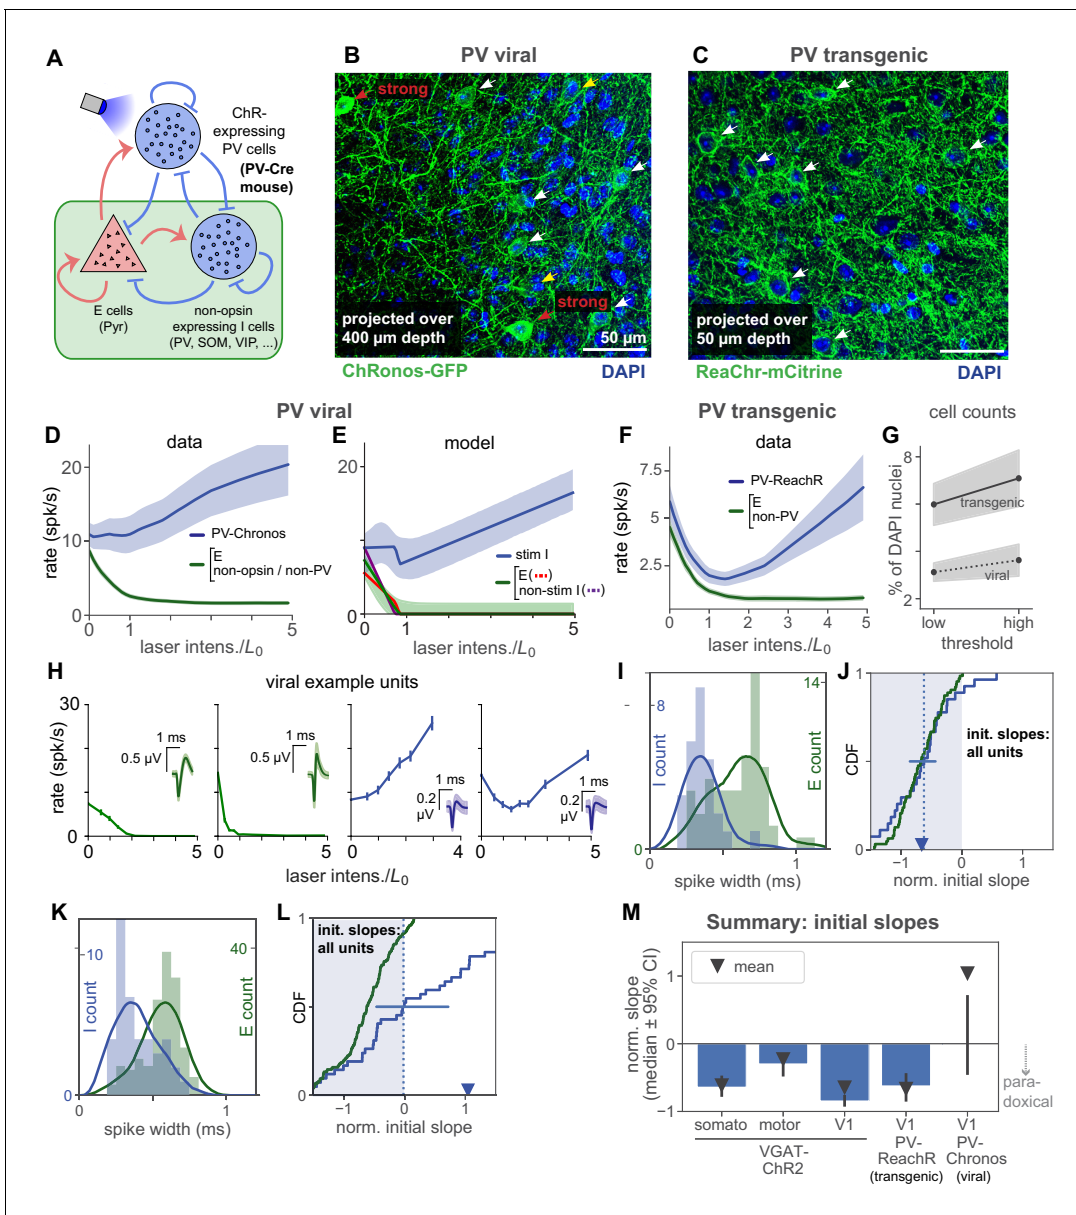 A
ChR-
expressing
PV cells
(PV-Cre
mouse)
E cells
(Pyr)
non-opsin
expressing I cells
(PV, SOM, VIP, ...)
B
PV viral
strong
strong
projected over
400 µm depth
50 µm
ChRonos-GFP
DAPI
C
PV transgenic
projected over
50 µm depth
ReaChr-mCitrine
DAPI
PV viral
D
data
rate (spk/s)
20
10
0
PV-Chronos
E
non-opsin / non-PV
0
1
5
laser intens./L0
E
model
20
0
stim I
E ( )
non-stim I ( )
0
1
5
laser intens./L0
PV transgenic
F
data
rate (spk/s)
7.5
5
2.5
PV-ReachR
E
non-PV
0
1
2
3
4
5
laser intens./L0
cell counts
G
% of DAPI nuclei
8
6
4
2
transgenic
viral
low
high
threshold
H
viral example units
rate (spk/s)
30
15
0
1 ms
0.5 µV
1 ms
0.5 µV
1 ms
0.2
µV
1 ms
0.2
µV
0
5
0
5
0
4
0
5
laser intens./L0
I
8
14
I count
E count
0
0
1
spike width (ms)
J
1
CDF
0
init. slopes:
all units
−1
0
1
norm. initial slope
K
10
40
I count
E count
0
0
0
1
spike width (ms)
L
1
CDF
0
init. slopes:
all units
−1
0
1
norm. initial slope
M
Summary: initial slopes
mean
norm. slope
(median ± 95% CI)
1
0
−1
para-
doxical
somato
motor
V1
VGAT-
ChR2
V1
PV-
ReachR
(transgenic)
V1
PV-
Chronos
(viral)